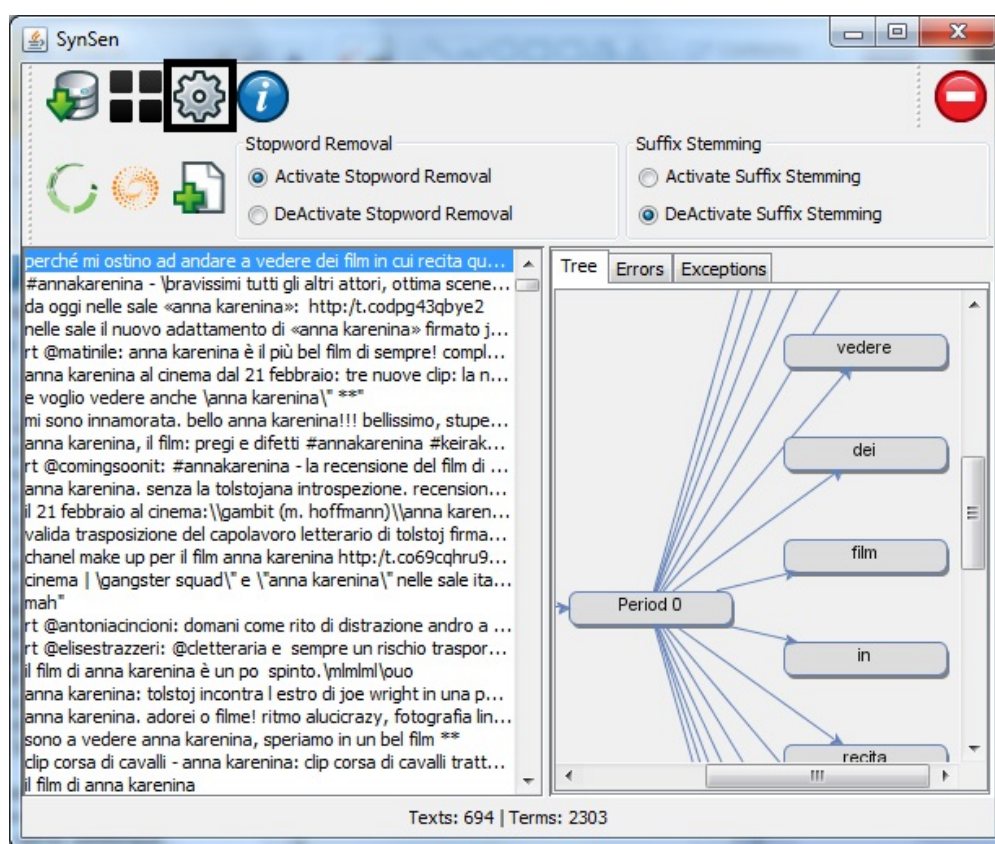 SynSen
Stopword Removal
Activate Stopword Removal
DeActivate Stopword Removal
Suffix Stemming
Activate Suffix Stemming
DeActivate Suffix Stemming
perché mi ostino ad andare a vedere dei film in cui recita qu...
#annakarenina - \bravissimi tutti gli altri attori, ottima scene...
da oggi nelle sale «anna karenina»: http:/t.codpg43qbye2
nelle sale il nuovo adattamento di «anna karenina» firmato j...
rt @matinile: anna karenina è il più bel film di sempre! compl...
anna karenina al cinema dal 21 febbraio: tre nuove clip: la n...
e voglio vedere anche \anna karenina\" **"
mi sono innamorata. bello anna karenina!!! bellissimo, stupe...
anna karenina, il film: pregi e difetti #annakarenina #keirak...
rt @comingsoonit: #annakarenina - la recensione del film di ...
anna karenina. senza la tolstojana introspezione. recension...
il 21 febbraio al cinema:\\gambit (m. hoffmann)\\anna karen...
valida trasposizione del capolavoro letterario di tolstoj firma...
chanel make up per il film anna karenina http:/t.co69cqhru9...
cinema | \gangster squad\" e \"anna karenina\" nelle sale ita...
mah"
rt @antoniacincioni: domani come rito di distrazione andro a ...
rt @elisestrazzeri: @cletteraria e sempre un rischio traspor...
il film di anna karenina è un po spinto.\mlmlml\ouo
anna karenina: tolstoj incontra l estro di joe wright in una p...
anna karenina. adorei o filme! ritmo alucicrazy, fotografia lin...
sono a vedere anna karenina, speriamo in un bel film **
clip corsa di cavalli - anna karenina: clip corsa di cavalli tratt...
il film di anna karenina
Tree Errors Exceptions
vedere
dei
film
Period 0
in
recita
Texts: 694 | Terms: 2303